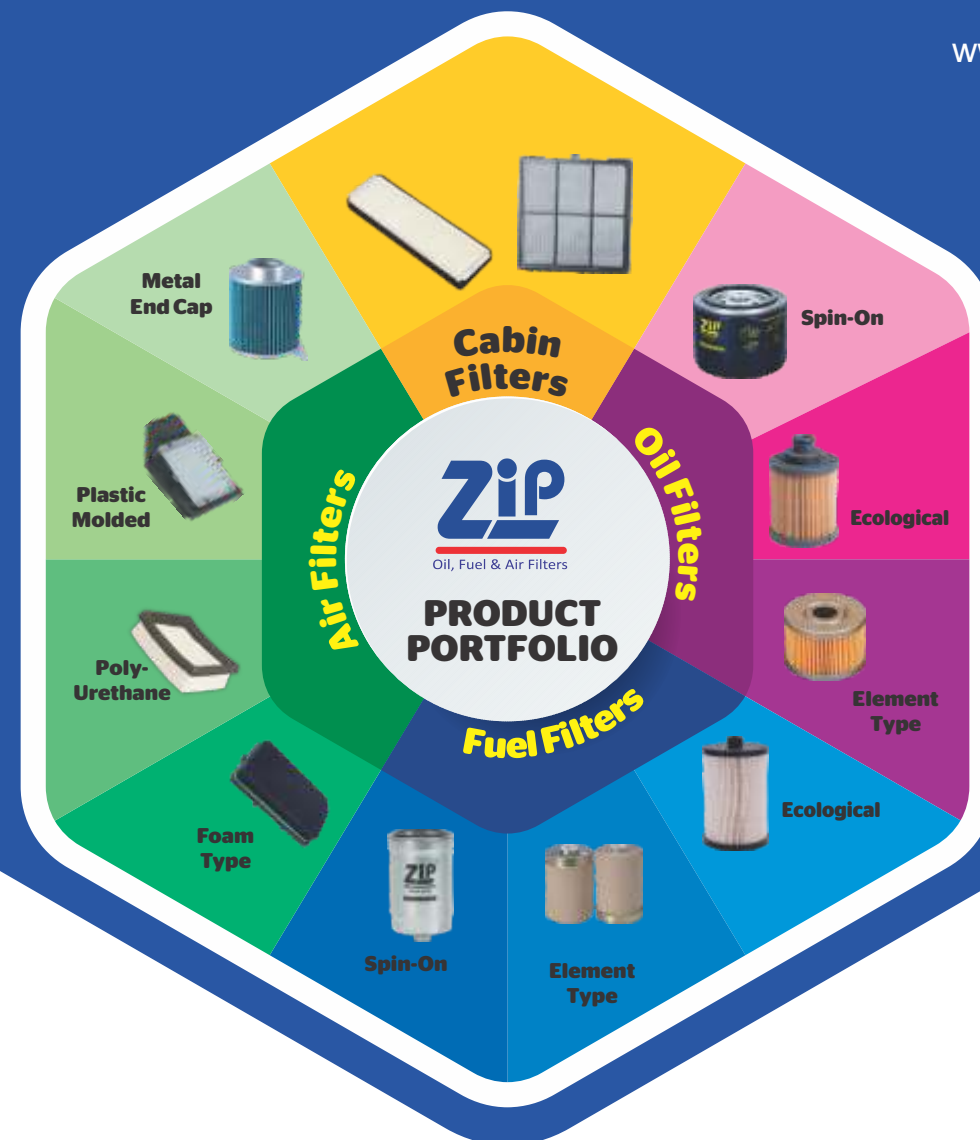 Metal
End Cap
Spin-On
Cabin
Filters
Plastic
Molded
Air Filters
ZiP
Oil, Fuel & Air Filters
PRODUCT
PORTFOLIO
Oil Filters
Ecological
Poly-
Urethane
Element
Type
Fuel Filters
Foam
Type
Ecological
ZiP
Spin-On
Element
Type
ZiP